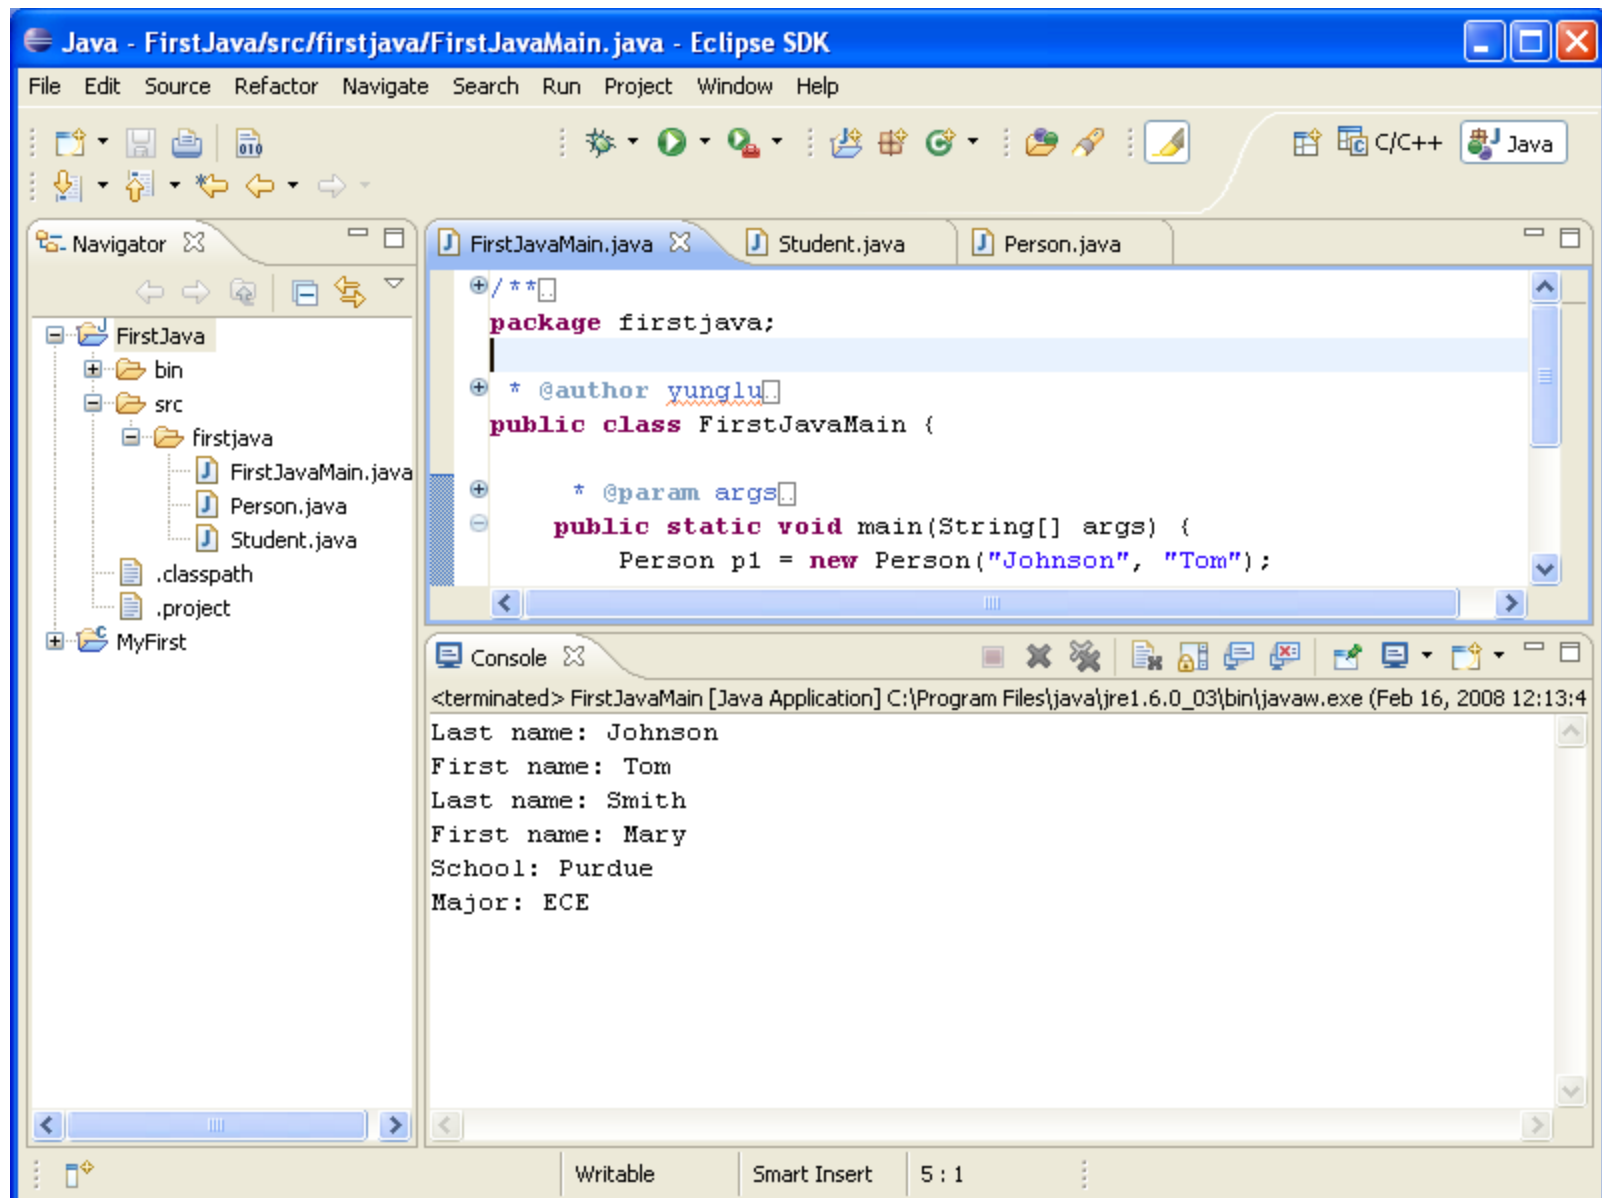 Java - FirstJava/src/firstjava/FirstJavaMain.java - Eclipse SDK
File Edit Source Refactor Navigate Search Run Project Window Help
010
C/C++ Java
Navigator
FirstJava
bin
src
firstjava
FirstJavaMain.java
Person.java
Student.java
.classpath
.project
MyFirst
FirstJavaMain.java Student.java Person.java
/**
package firstjava;
* @author yunglu
public class FirstJavaMain {
* @param args
public static void main(String[] args) {
Person p1 = new Person("Johnson", "Tom");
Console
<terminated> FirstJavaMain [Java Application] C:\Program Files\java\jre1.6.0_03\bin\javaw.exe (Feb 16, 2008 12:13:4
Last name: Johnson
First name: Tom
Last name: Smith
First name: Mary
School: Purdue
Major: ECE
Writable Smart Insert 5 : 1